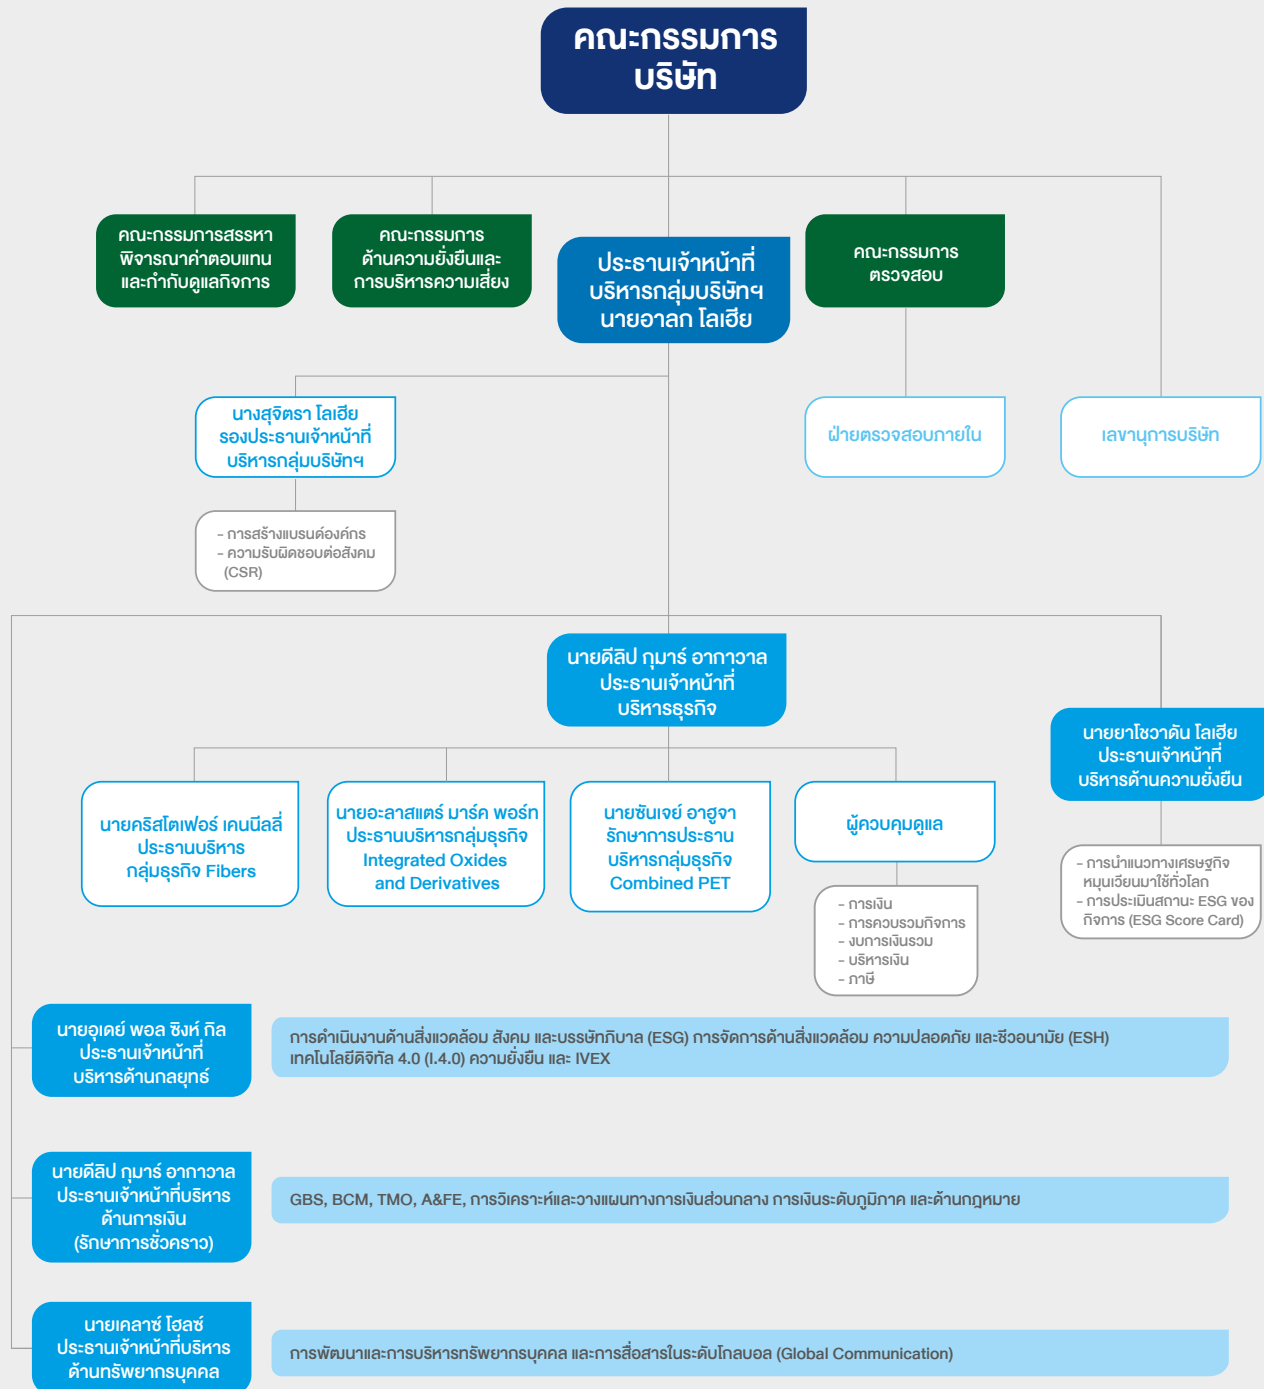 คณะกรรมการ
บริษัท
คณะกรรมการสรรหา
พิจารณาค่าตอบแทน
และกำกับดูแลกิจการ
คณะกรรมการ
ด้านความยั่งยืนและ
การบริหารความเสี่ยง
ประธานเจ้าหน้าที่
บริหารกลุ่มบริษัทฯ
นายอาลก โลเฮีย
คณะกรรมการ
ตรวจสอบ
นางสุจิตรา โลเฮีย
รองประธานเจ้าหน้าที่
บริหารกลุ่มบริษัทฯ
ฝ่ายตรวจสอบภายใน
เลขานุการบริษัท
- การสร้างแบรนด์องค์กร
- ความรับผิดชอบต่อสังคม
(CSR)
นายดีลิป กุมาร์ อากาวาล
ประธานเจ้าหน้าที่
บริหารธุรกิจ
นายยาโชวาดัน โลเฮีย
ประธานเจ้าหน้าที่
บริหารด้านความยั่งยืน
นายคริสโตเฟอร์ เคนนีลลี่
ประธานบริหาร
กลุ่มธุรกิจ Fibers
นายอะลาสแตร์ มาร์ค พอร์ท
ประธานบริหารกลุ่มธุรกิจ
Integrated Oxides
and Derivatives
นายซันเจย์ อาฮูจา
รักษาการประธาน
บริหารกลุ่มธุรกิจ
Combined PET
ผู้ควบคุมดูแล
- การเงิน
- การควบรวมกิจการ
- งบการเงินรวม
- บริหารเงิน
- ภาษี
- การนำแนวทางเศรษฐกิจ
หมุนเวียนมาใช้ทั่วโลก
- การประเมินสถานะ ESG ของ
กิจการ (ESG Score Card)
นายอุเดย์ พอล ซิงห์ กิล
ประธานเจ้าหน้าที่
บริหารด้านกลยุทธ์
การดำเนินงานด้านสิ่งแวดล้อม สังคม และบรรษัทภิบาล (ESG) การจัดการด้านสิ่งแวดล้อม ความปลอดภัย และชีวอนามัย (ESH)
เทคโนโลยีดิจิทัล 4.0 (I.4.0) ความยั่งยืน และ IVEX
นายดีลิป กุมาร์ อากาวาล
ประธานเจ้าหน้าที่บริหาร
ด้านการเงิน
(รักษาการชั่วคราว)
GBS, BCM, TMO, A&FE, การวิเคราะห์และวางแผนทางการเงินส่วนกลาง การเงินระดับภูมิภาค และด้านกฎหมาย
นายเคลาซ์ โฮลซ์
ประธานเจ้าหน้าที่บริหาร
ด้านทรัพยากรบุคคล
การพัฒนาและการบริหารทรัพยากรบุคคล และการสื่อสารในระดับโกลบอล (Global Communication)